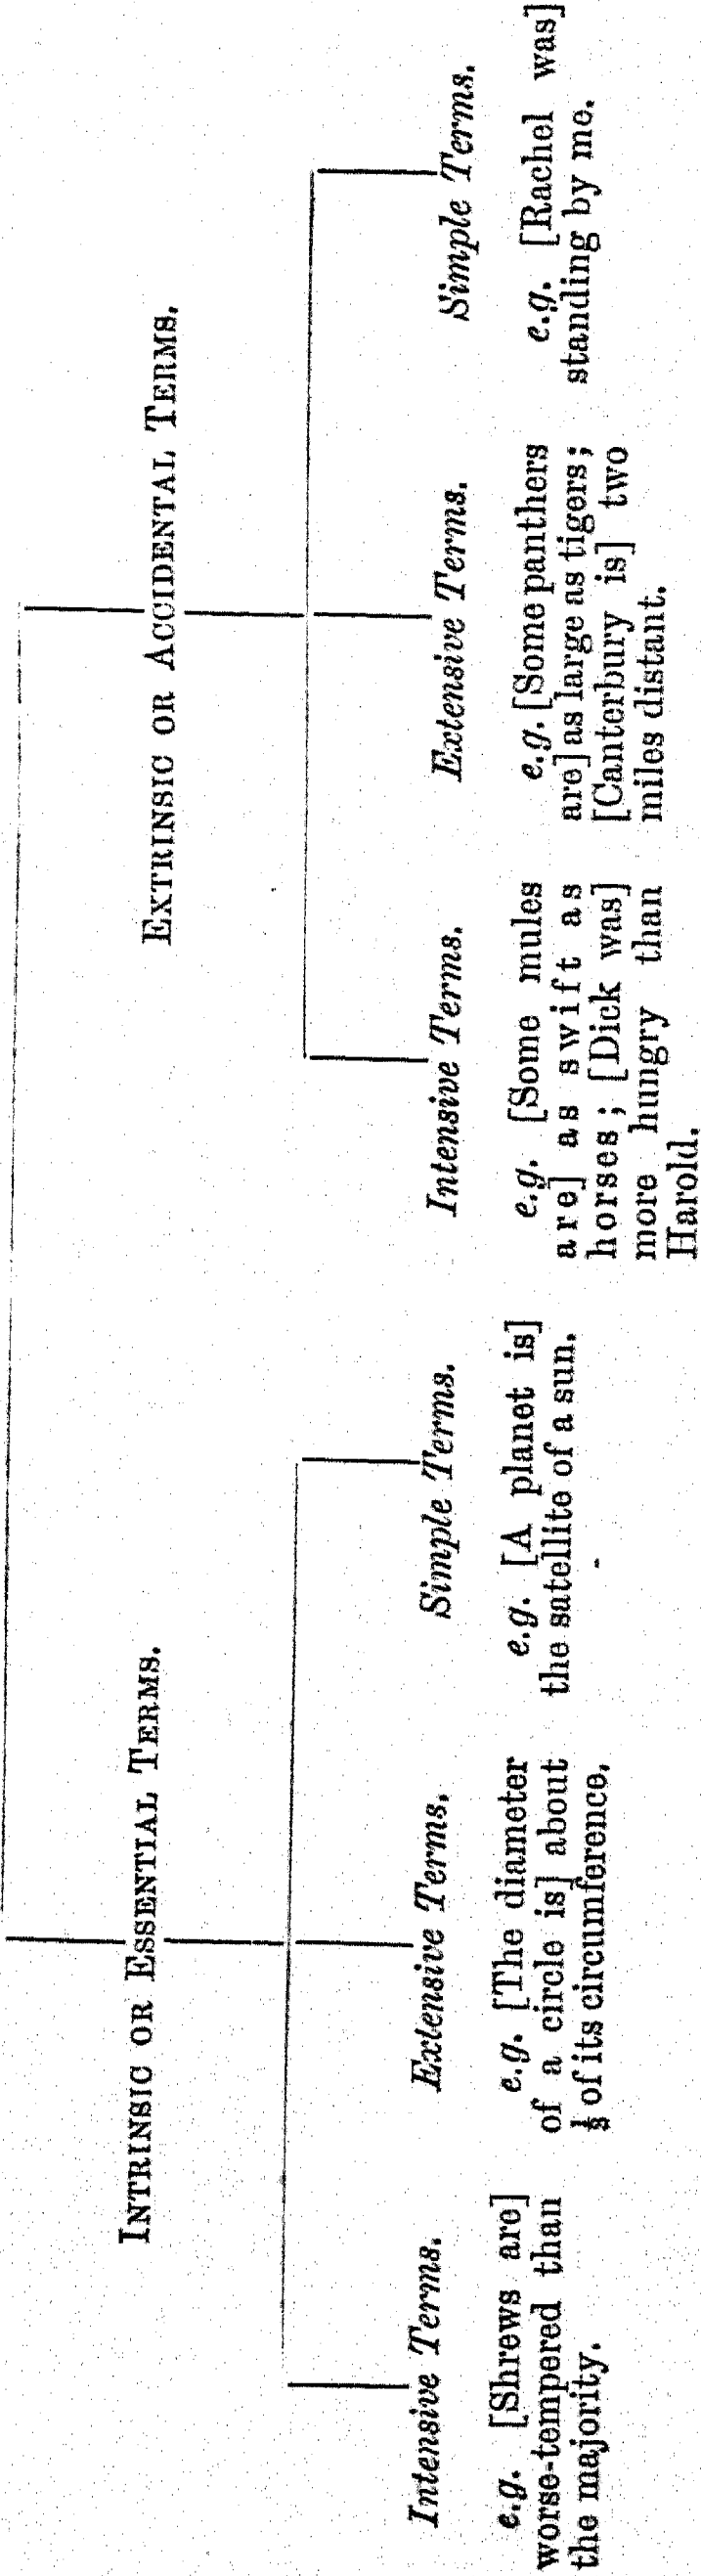 INTRINSIC OR ESSENTIAL TERMS.
EXTRINSIC OR ACCIDENTAL TERMS.
Intensive Terms.
e.g. [Shrews are]
worse-tempered than
the majority.
Extensive Terms.
e.g. [The diameter
of a circle is] about
⅓ of its circumference.
Simple Terms.
e.g. [A planet is]
the satellite of a sun.
Intensive Terms.
e.g. [Some mules
are] as swift as
horses; [Dick was]
more hungry than
Harold.
Extensive Terms.
e.g. [Some panthers
are] as large as tigers;
[Canterbury is] two
miles distant.
Simple Terms.
e.g. [Rachel was]
standing by me.